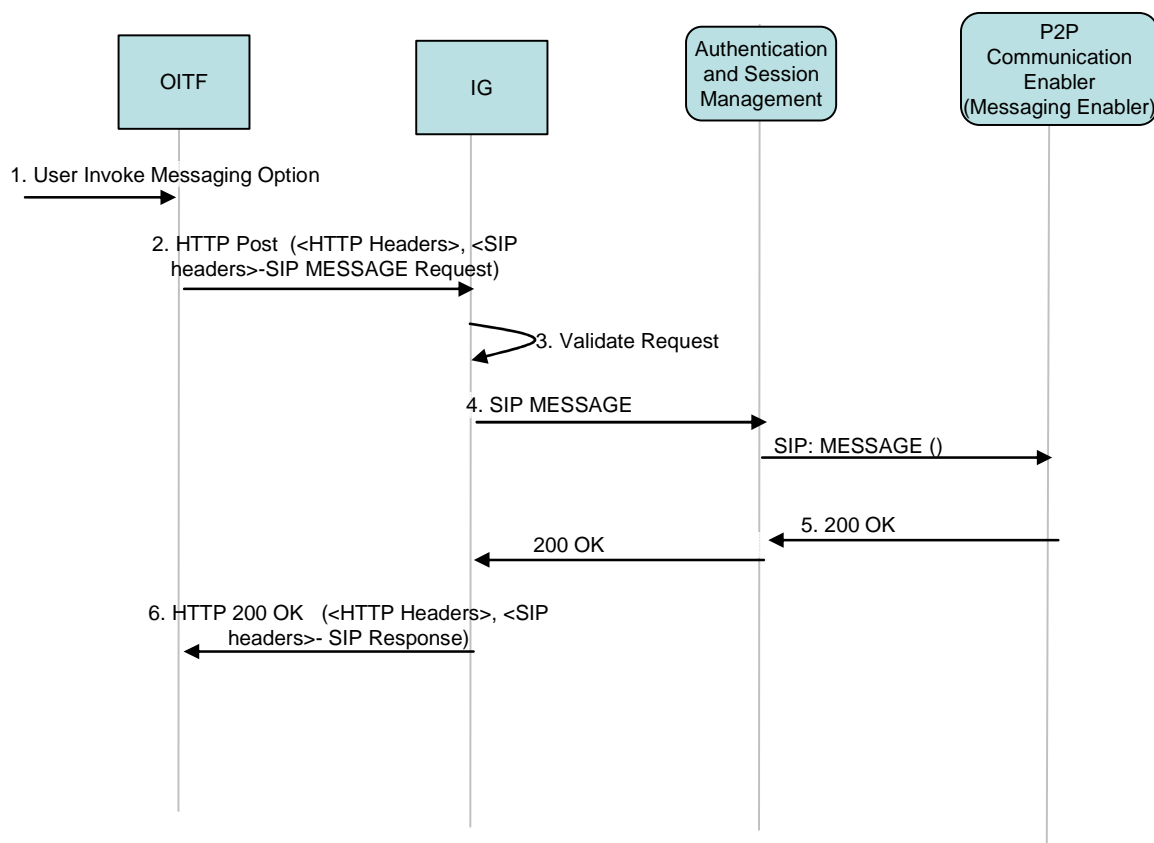 OITF
IG
Authentication
and Session
Management
P2P
Communication
Enabler
(Messaging Enabler)
1. User Invoke Messaging Option
2. HTTP Post (<HTTP Headers>, <SIP
headers>-SIP MESSAGE Request)
3. Validate Request
4. SIP MESSAGE
SIP: MESSAGE ()
5. 200 OK
200 OK
6. HTTP 200 OK (<HTTP Headers>, <SIP
headers>- SIP Response)